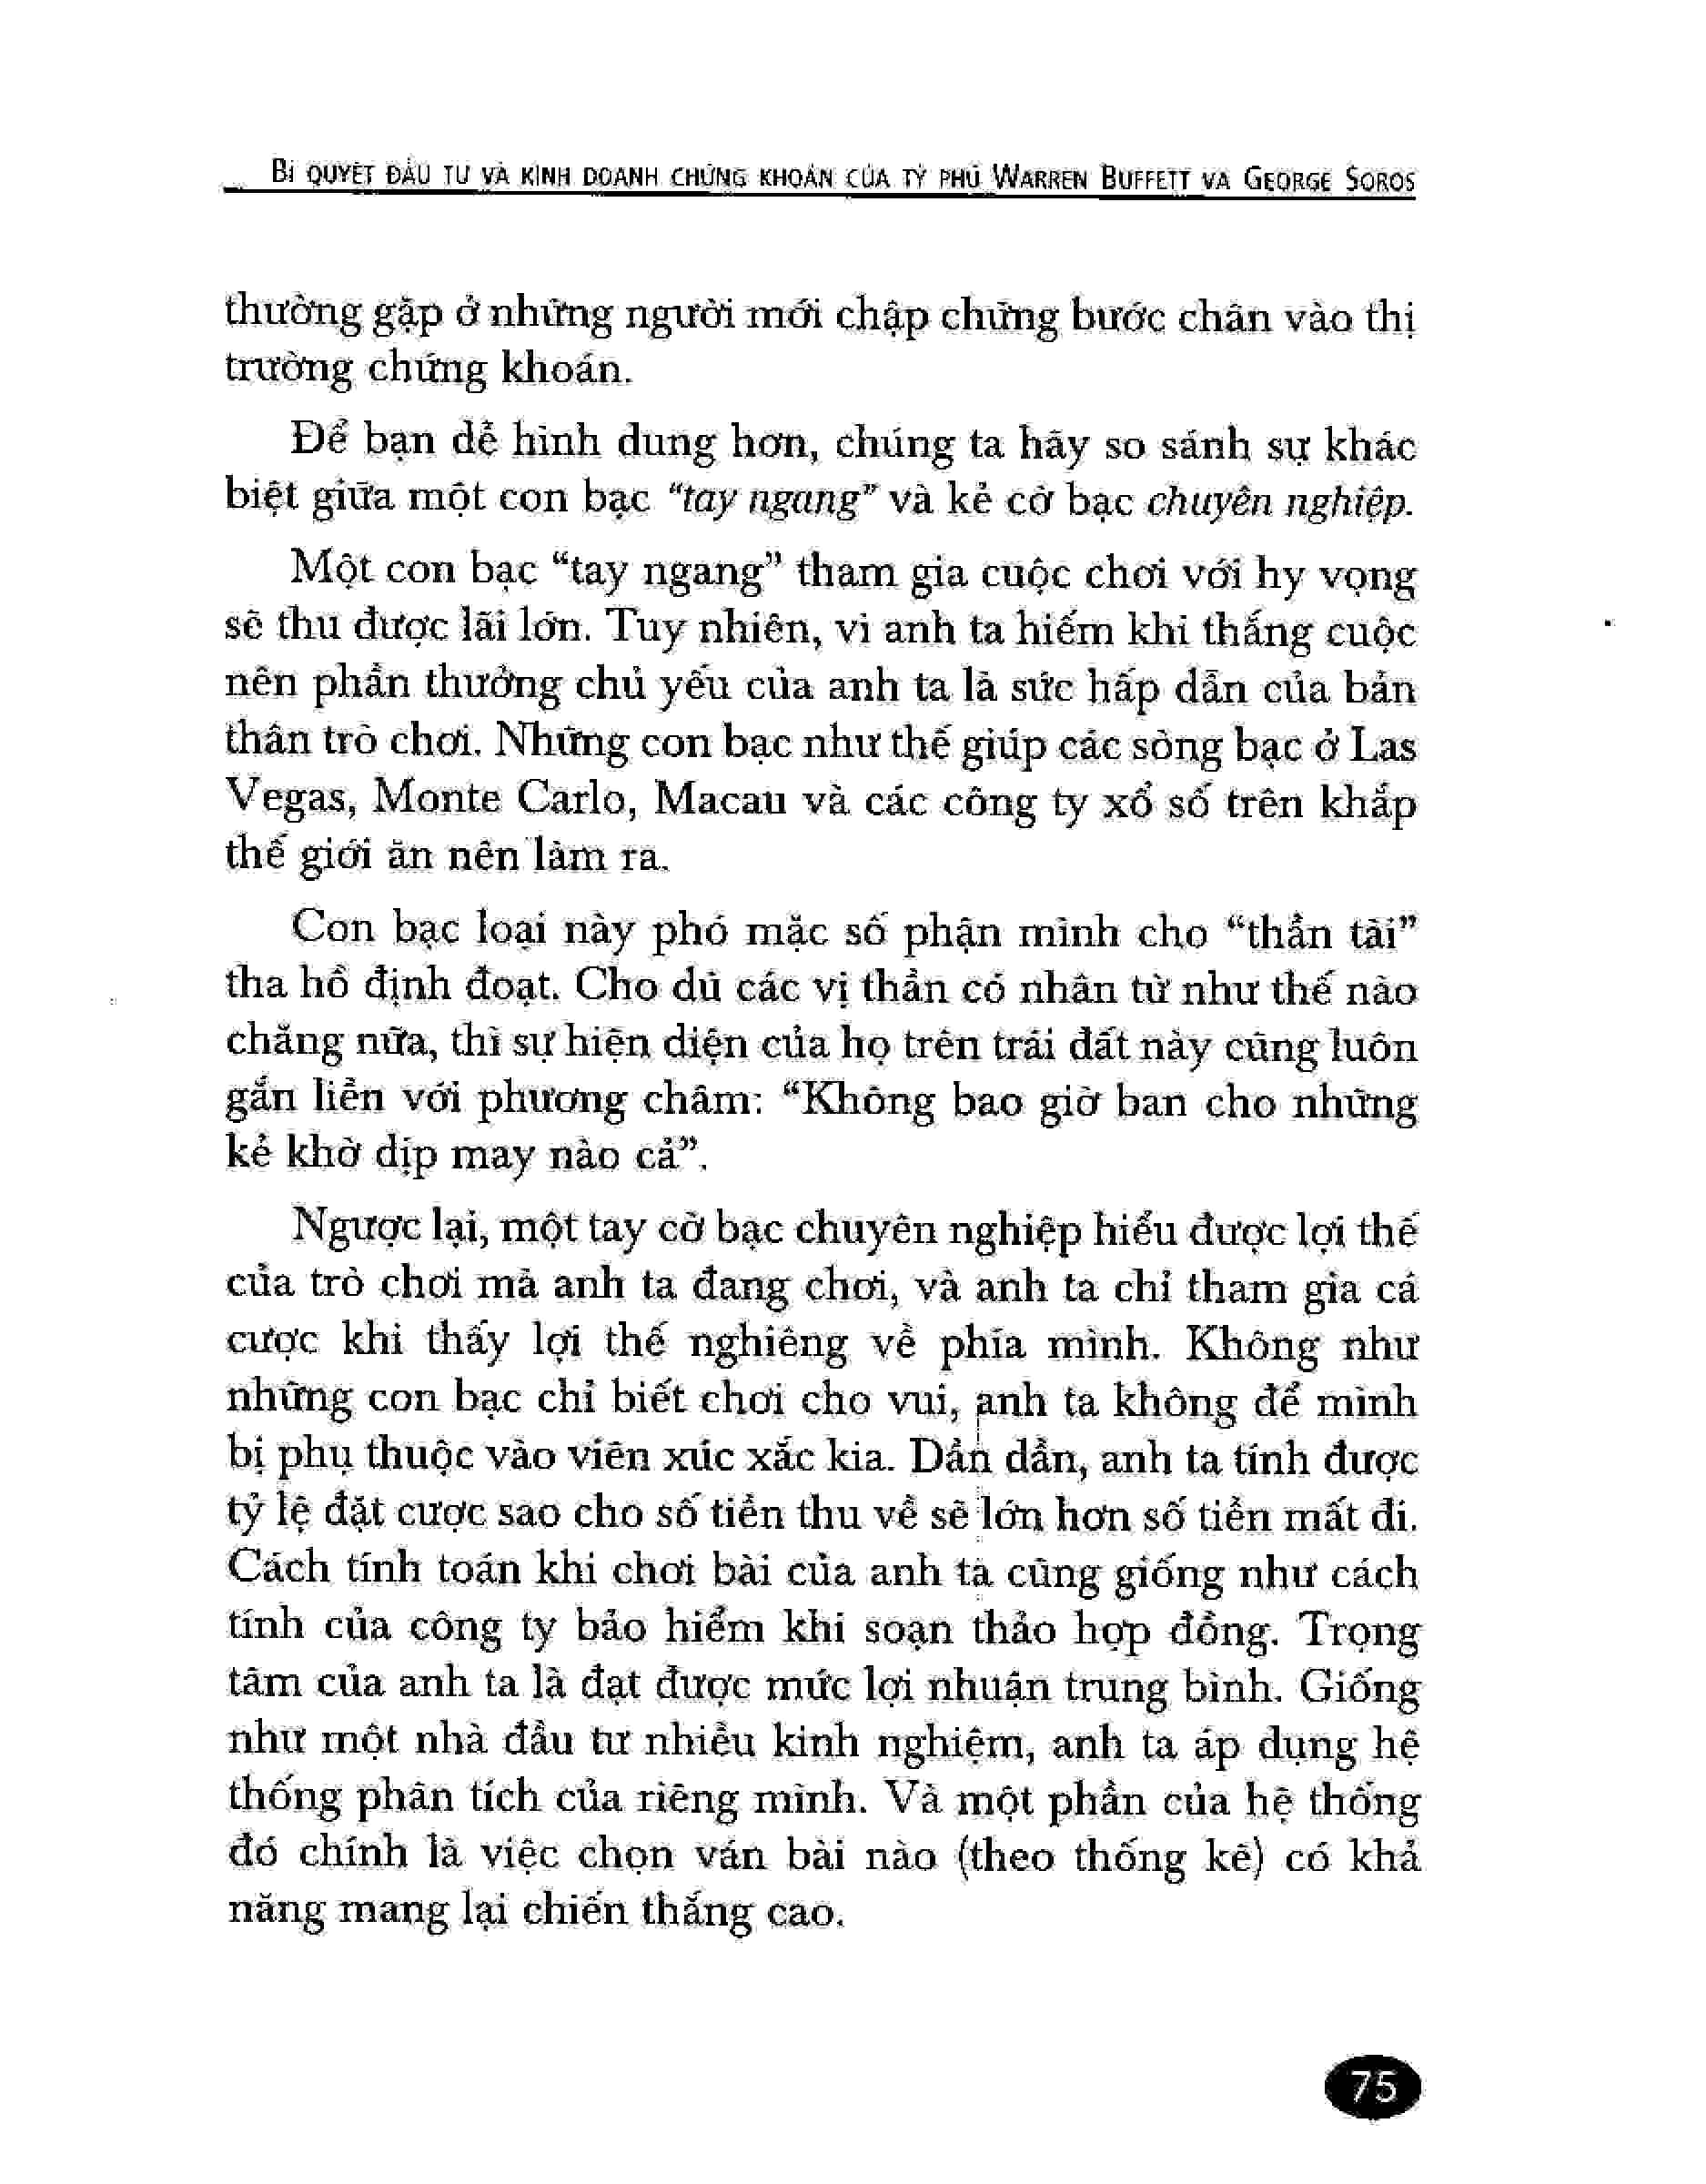 BÍ QUYẾT ĐẦU TƯ VÀ KINH DOANH CHỨNG KHOÁN CỦA TỶ PHÚ WARREN BUFFETT VÀ GEORGE SOROS
thường gặp ở những người mới chập chững bước chân vào thị
trường chứng khoán.
Để bạn dễ hình dung hơn, chúng ta hãy so sánh sự khác
biệt giữa một con bạc “tay ngang” và kẻ cờ bạc chuyên nghiệp.
Một con bạc “tay ngang” tham gia cuộc chơi với hy vọng
sẽ thu được lãi lớn. Tuy nhiên, vì anh ta hiếm khi thắng cuộc
nên phần thưởng chủ yếu của anh ta là sức hấp dẫn của bản
thân trò chơi. Những con bạc như thế giúp các sòng bạc ở Las
Vegas, Monte Carlo, Macau và các công ty xổ số trên khắp
thế giới ăn nên làm ra.
Con bạc loại này phó mặc số phận mình cho “thần tài”
tha hồ định đoạt. Cho dù các vị thần có nhân từ như thế nào
chăng nữa, thì sự hiện diện của họ trên trái đất này cũng luôn
gắn liền với phương châm: “Không bao giờ ban cho những
kẻ khờ dịp may nào cả”.
Ngược lại, một tay cờ bạc chuyên nghiệp hiểu được lợi thế
của trò chơi mà anh ta đang chơi, và anh ta chỉ tham gia cá
cược khi thấy lợi thế nghiêng về phía mình. Không như
những con bạc chỉ biết chơi cho vui, anh ta không để mình
bị phụ thuộc vào viên xúc xắc kia. Dần dần, anh ta tính được
tỷ lệ đặt cược sao cho số tiền thu về sẽ lớn hơn số tiền mất đi.
Cách tính toán khi chơi bài của anh ta cũng giống như cách
tính của công ty bảo hiểm khi soạn thảo hợp đồng. Trọng
tâm của anh ta là đạt được mức lợi nhuận trung bình. Giống
như một nhà đầu tư nhiều kinh nghiệm, anh ta áp dụng hệ
thống phân tích của riêng mình. Và một phần của hệ thống
đó chính là việc chọn ván bài nào (theo thống kê) có khả
năng mang lại chiến thắng cao.
75